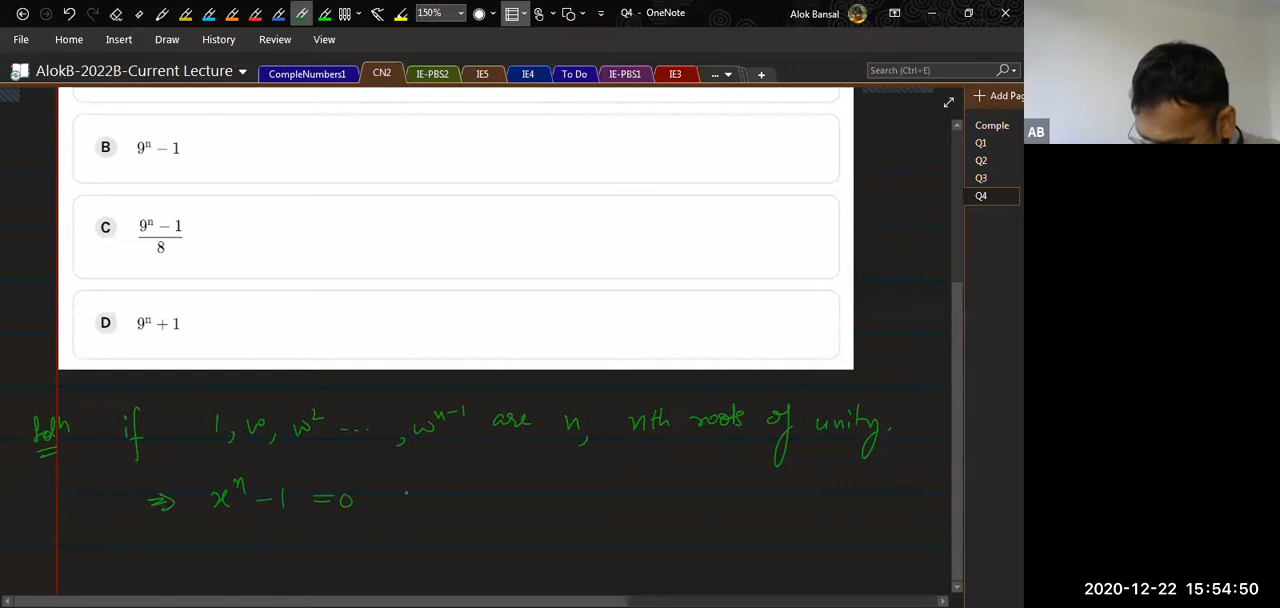 150%
Q4 - OneNote
Alok Bansal
File Home Insert Draw History Review View
AlokB-2022B-Current Lecture
CompleNumbers1 CN2 IE-PBS2 IE5 IE4 To Do IE-PBS1 IE3 ...
Search (Ctrl+E)
Add Pag
Comple
Q1
Q2
Q3
Q4
AB
B 9ⁿ − 1
C (9ⁿ − 1)/8
D 9ⁿ + 1
Soln if 1, w, w² ..., wⁿ⁻¹ are n, nth roots of unity.
⇒ xⁿ − 1 = 0
2020-12-22 15:54:50